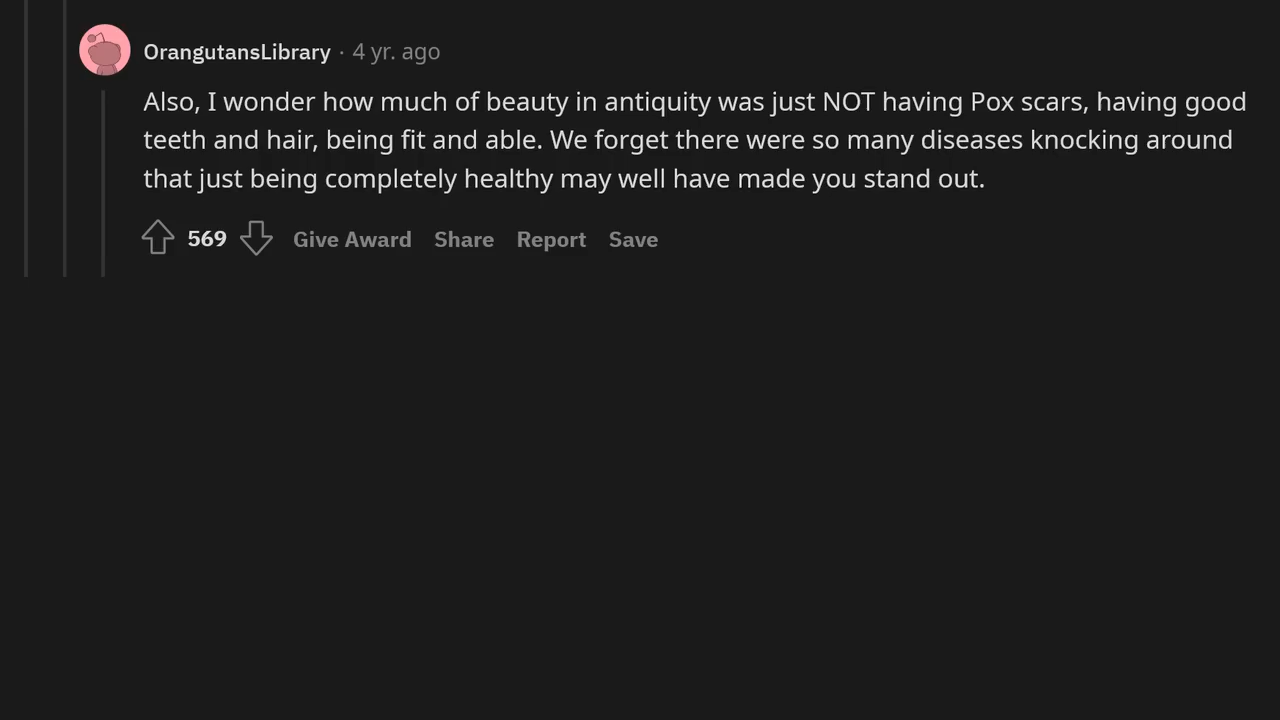 OrangutansLibrary · 4 yr. ago
Also, I wonder how much of beauty in antiquity was just NOT having Pox scars, having good
teeth and hair, being fit and able. We forget there were so many diseases knocking around
that just being completely healthy may well have made you stand out.
569 Give Award Share Report Save